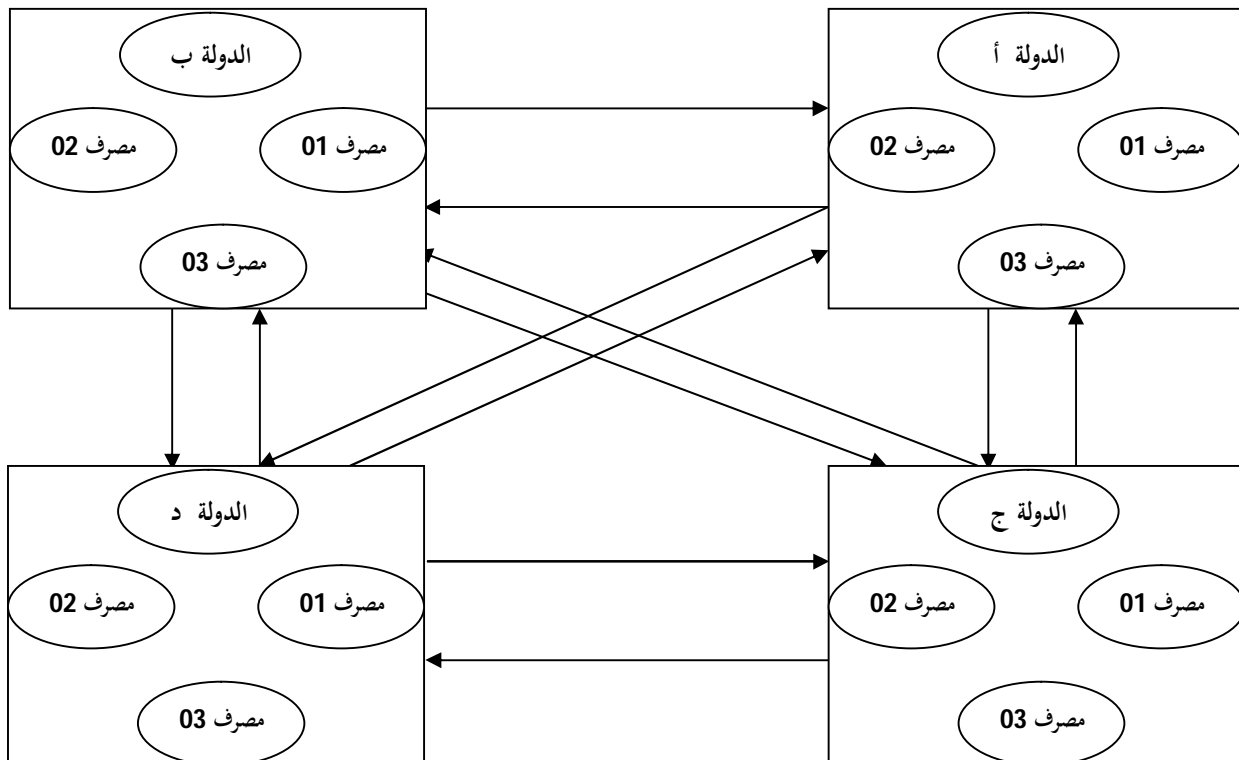 الدولة أ
مصرف 01
مصرف 02
مصرف 03
الدولة ب
مصرف 01
مصرف 02
مصرف 03
الدولة ج
مصرف 01
مصرف 02
مصرف 03
الدولة د
مصرف 01
مصرف 02
مصرف 03